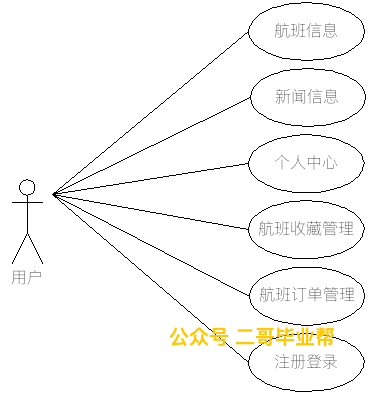 航班信息
新闻信息
个人中心
航班收藏管理
用户
航班订单管理
公众号 二哥毕业帮
注册登录